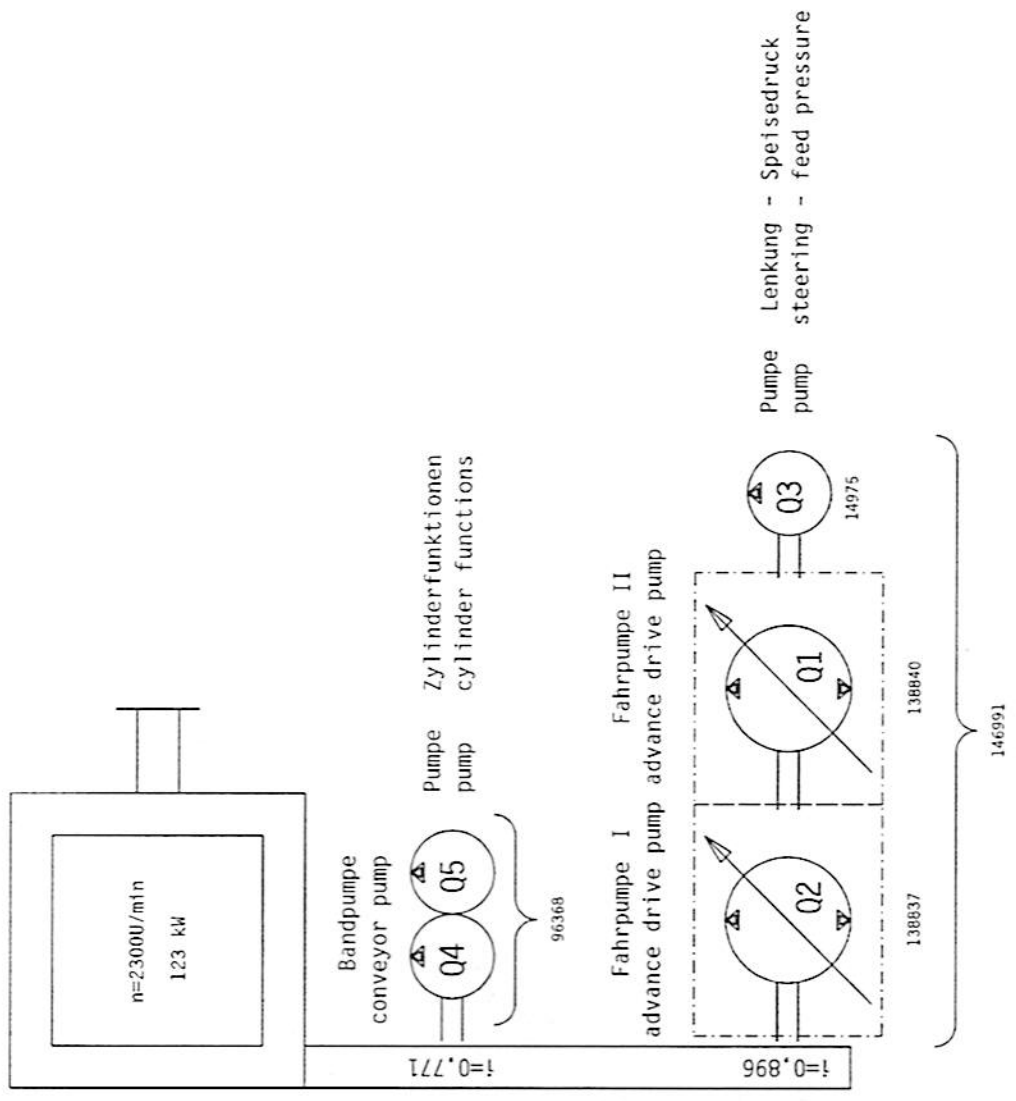 n=2300U/min
123 kW
Bandpumpe
conveyor pump
Pumpe Zylinderfunktionen
pump cylinder functions
Q4
Q5
96368
i=0,771
Fahrpumpe I
advance drive pump
Fahrpumpe II
advance drive pump
Q2
Q1
Q3
138837
138840
14975
Pumpe Lenkung - Speisedruck
pump steering - feed pressure
i=0,896
146991